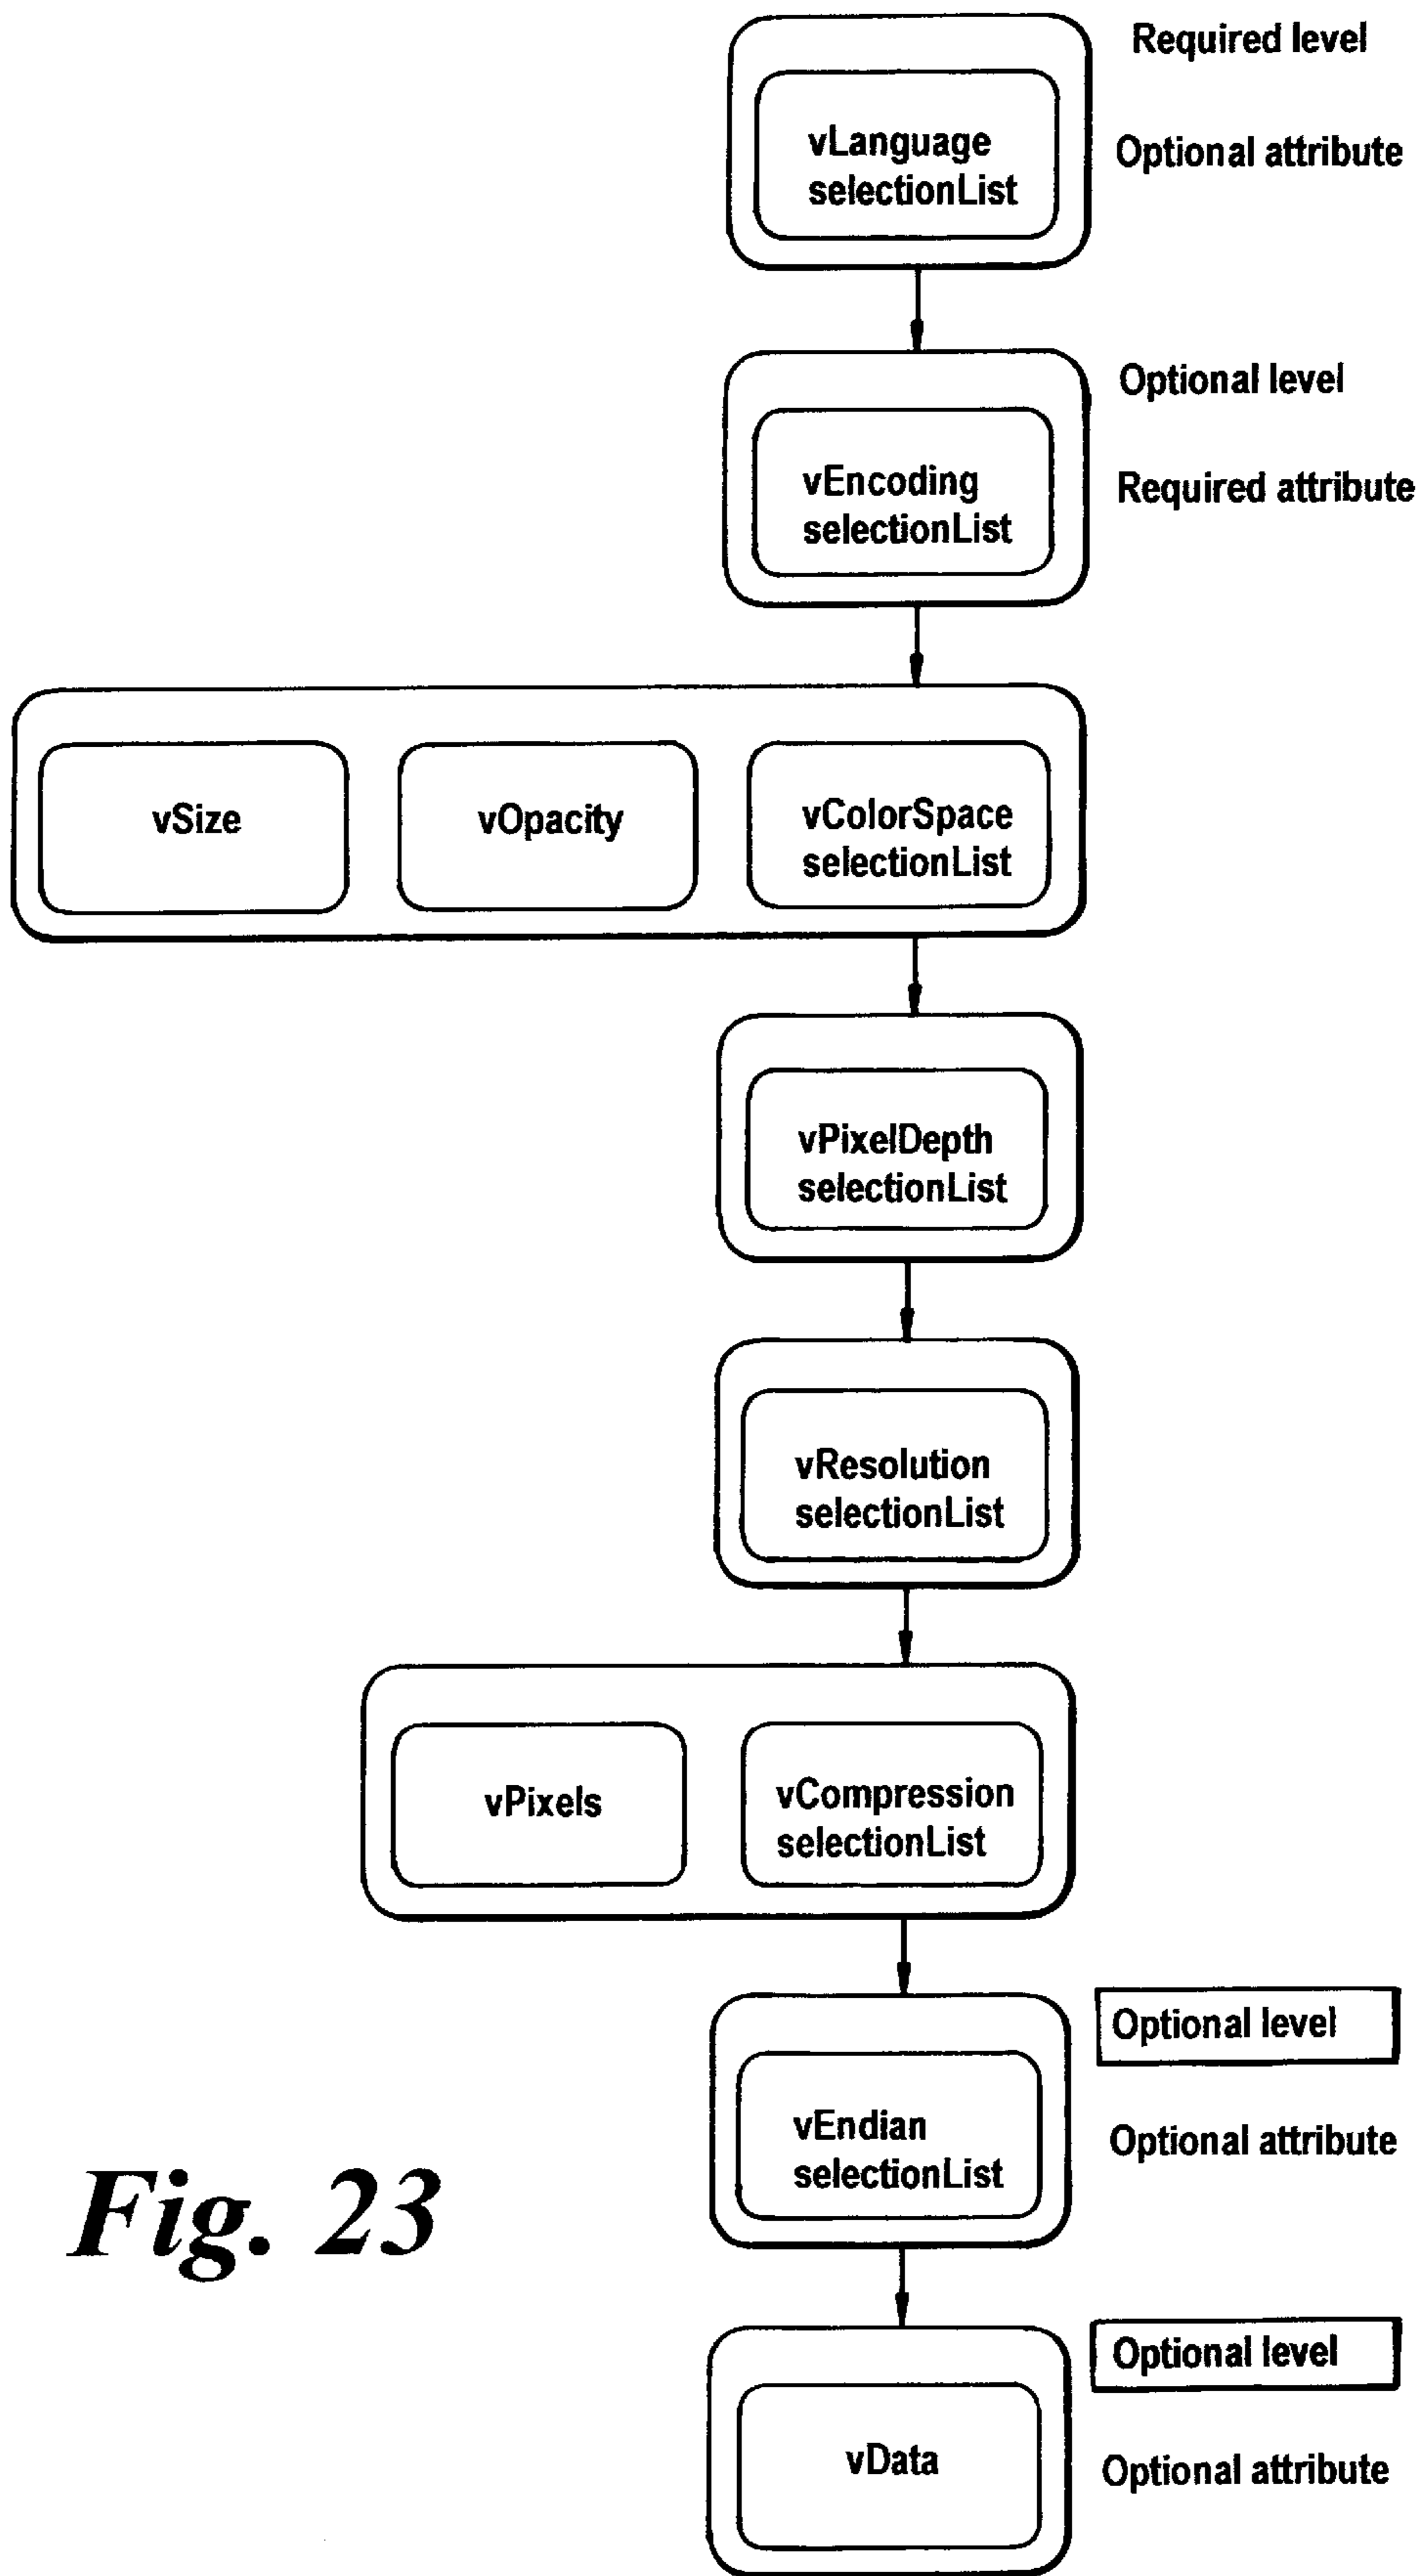 Required level
vLanguage
selectionList
Optional attribute
Optional level
vEncoding
selectionList
Required attribute
vSize
vOpacity
vColorSpace
selectionList
vPixelDepth
selectionList
vResolution
selectionList
vPixels
vCompression
selectionList
Optional level
vEndian
selectionList
Optional attribute
Fig. 23
Optional level
vData
Optional attribute